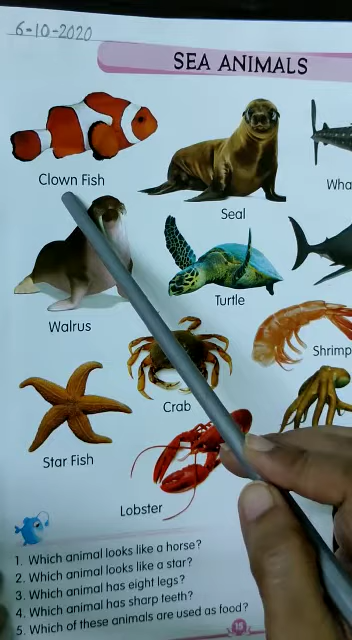 6-10-2020
SEA ANIMALS
Clown Fish
Seal
Wha
Walrus
Turtle
Shrimp
Crab
Star Fish
Lobster
1. Which animal looks like a horse?
2. Which animal looks like a star?
3. Which animal has eight legs?
4. Which animal has sharp teeth?
5. Which of these animals are used as food?
15